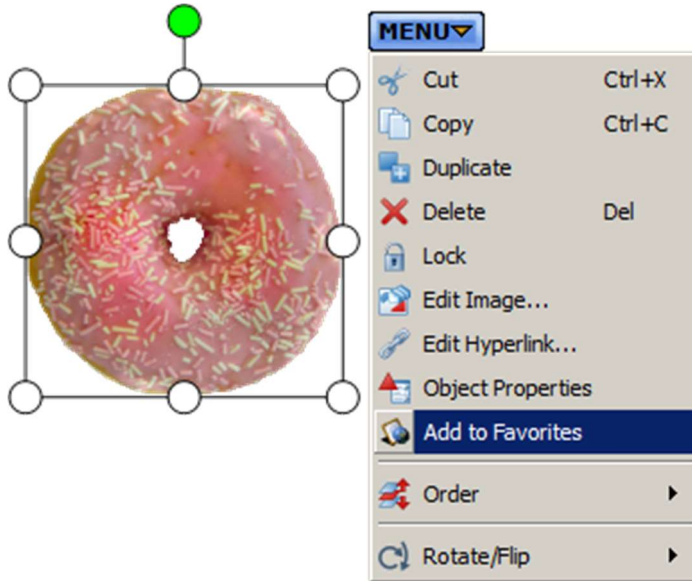 MENU
Cut Ctrl+X
Copy Ctrl+C
Duplicate
Delete Del
Lock
Edit Image...
Edit Hyperlink...
Object Properties
Add to Favorites
Order
Rotate/Flip